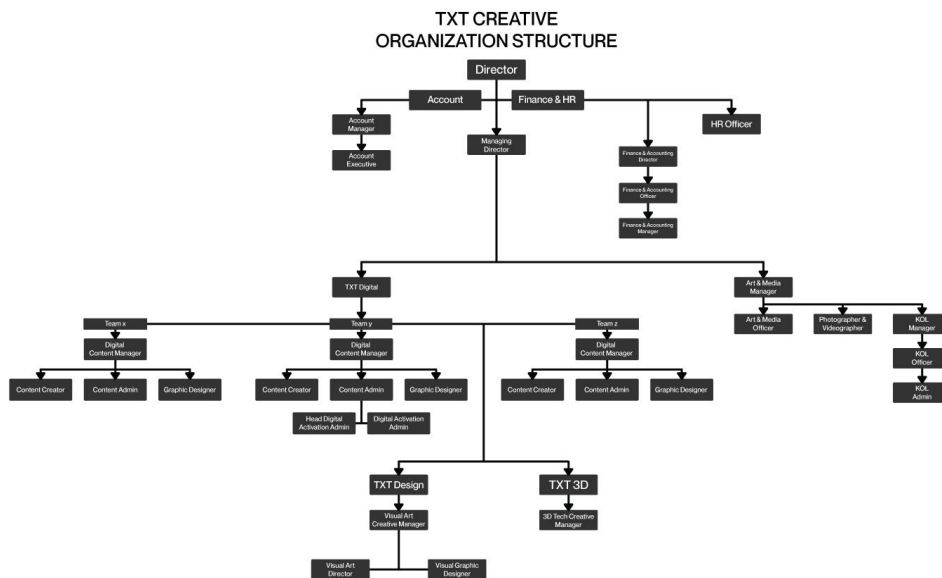 TXT CREATIVE
ORGANIZATION STRUCTURE
Director
Account
Finance & HR
Account
Manager
HR Officer
Managing
Director
Account
Executive
Finance & Accounting
Director
Finance & Accounting
Officer
Finance & Accounting
Manager
TXT Digital
Art & Media
Manager
Team x
Team y
Team z
Art & Media
Officer
Photographer &
Videographer
KOL
Manager
Digital
Content Manager
Digital
Content Manager
Digital
Content Manager
KOL
Officer
Content Creator
Content Admin
Graphic Designer
Content Creator
Content Admin
Graphic Designer
Content Creator
Content Admin
Graphic Designer
KOL
Admin
Head Digital
Activation Admin
Digital Activation
Admin
TXT Design
TXT 3D
Visual Art
Creative Manager
3D Tech Creative
Manager
Visual Art
Director
Visual Graphic
Designer